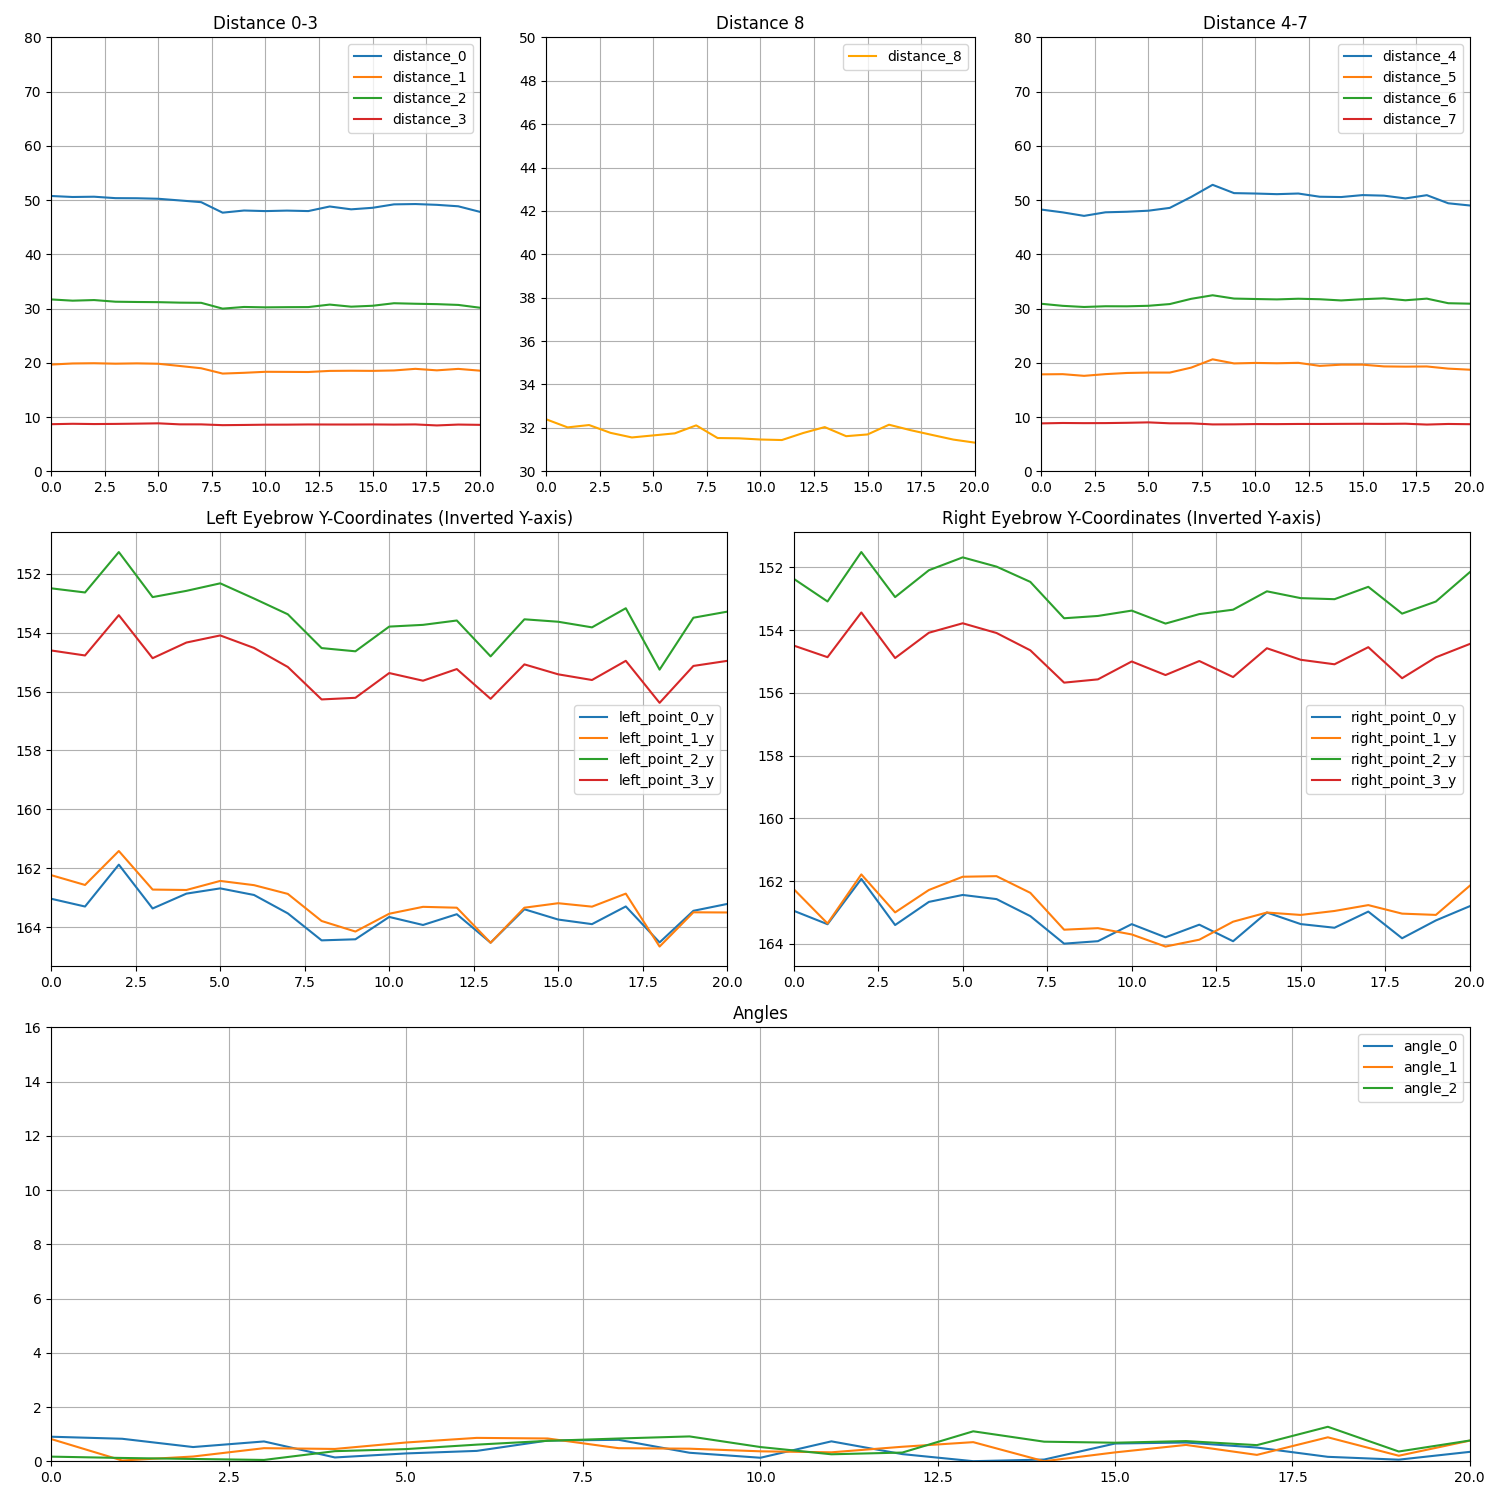 Distance 0-3
80
70
60
50
40
30
20
10
0
0.0 2.5 5.0 7.5 10.0 12.5 15.0 17.5 20.0
distance_0
distance_1
distance_2
distance_3
Distance 8
50
48
46
44
42
40
38
36
34
32
30
0.0 2.5 5.0 7.5 10.0 12.5 15.0 17.5 20.0
distance_8
Distance 4-7
80
70
60
50
40
30
20
10
0
0.0 2.5 5.0 7.5 10.0 12.5 15.0 17.5 20.0
distance_4
distance_5
distance_6
distance_7
Left Eyebrow Y-Coordinates (Inverted Y-axis)
152
154
156
158
160
162
164
0.0 2.5 5.0 7.5 10.0 12.5 15.0 17.5 20.0
left_point_0_y
left_point_1_y
left_point_2_y
left_point_3_y
Right Eyebrow Y-Coordinates (Inverted Y-axis)
152
154
156
158
160
162
164
0.0 2.5 5.0 7.5 10.0 12.5 15.0 17.5 20.0
right_point_0_y
right_point_1_y
right_point_2_y
right_point_3_y
Angles
16
14
12
10
8
6
4
2
0
0.0 2.5 5.0 7.5 10.0 12.5 15.0 17.5 20.0
angle_0
angle_1
angle_2